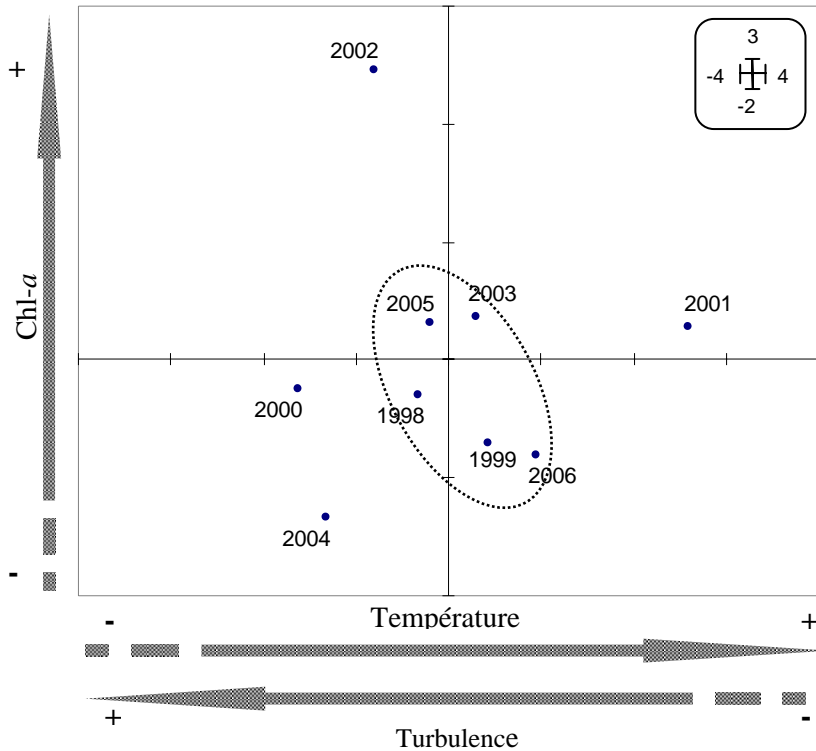 3
2002
+
-4 4
-2
Chl-a
2005 2003 2001
2000 1998
1999 2006
2004
-
- Température +
+ Turbulence -